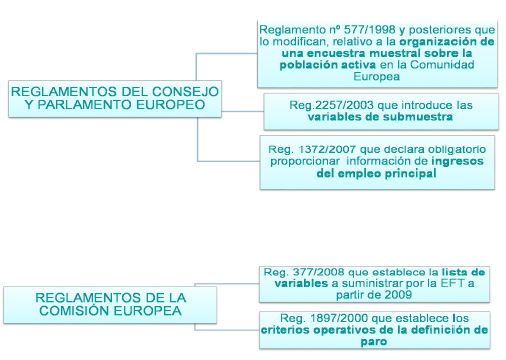 Reglamento nº 577/1998 y posteriores que
lo modifican, relativo a la organización de
una encuesta muestral sobre la
población activa en la Comunidad
Europea
REGLAMENTOS DEL CONSEJO
Y PARLAMENTO EUROPEO
Reg.2257/2003 que introduce las
variables de submuestra
Reg. 1372/2007 que declara obligatorio
proporcionar información de ingresos
del empleo principal
Reg. 377/2008 que establece la lista de
variables a suministrar por la EFT a
partir de 2009
REGLAMENTOS DE LA
COMISIÓN EUROPEA
Reg. 1897/2000 que establece los
criterios operativos de la definición de
paro